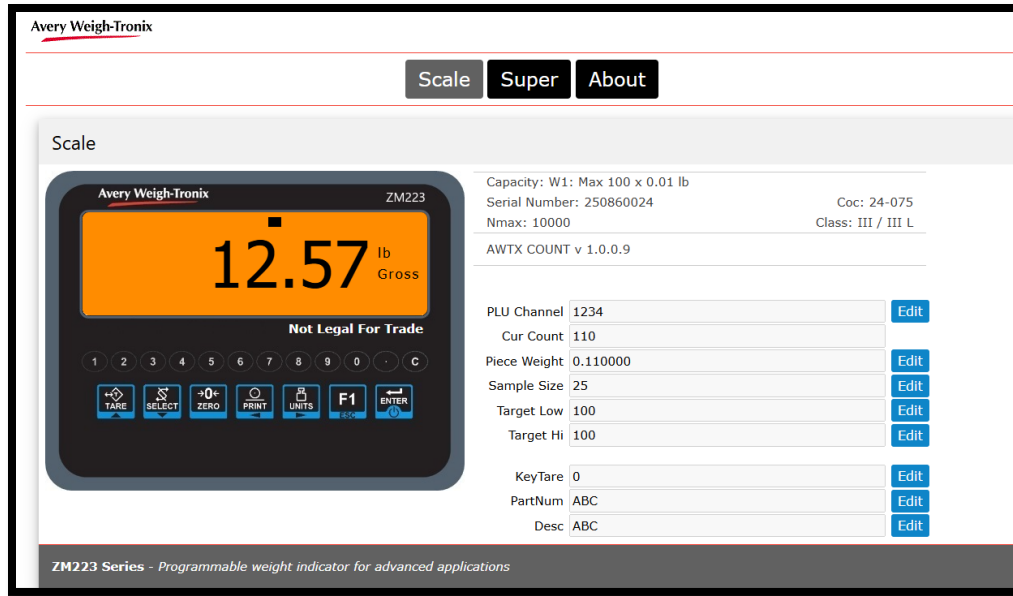 Avery Weigh-Tronix
Scale Super About
Scale
Avery Weigh-Tronix ZM223
12.57 lb Gross
Not Legal For Trade
1 2 3 4 5 6 7 8 9 0 · C
TARE SELECT →0← ZERO PRINT UNITS F1 ESC ENTER
Capacity: W1: Max 100 x 0.01 lb
Serial Number: 250860024 Coc: 24-075
Nmax: 10000 Class: III / III L
AWTX COUNT v 1.0.0.9
PLU Channel 1234 Edit
Cur Count 110
Piece Weight 0.110000 Edit
Sample Size 25 Edit
Target Low 100 Edit
Target Hi 100 Edit
KeyTare 0 Edit
PartNum ABC Edit
Desc ABC Edit
ZM223 Series - Programmable weight indicator for advanced applications